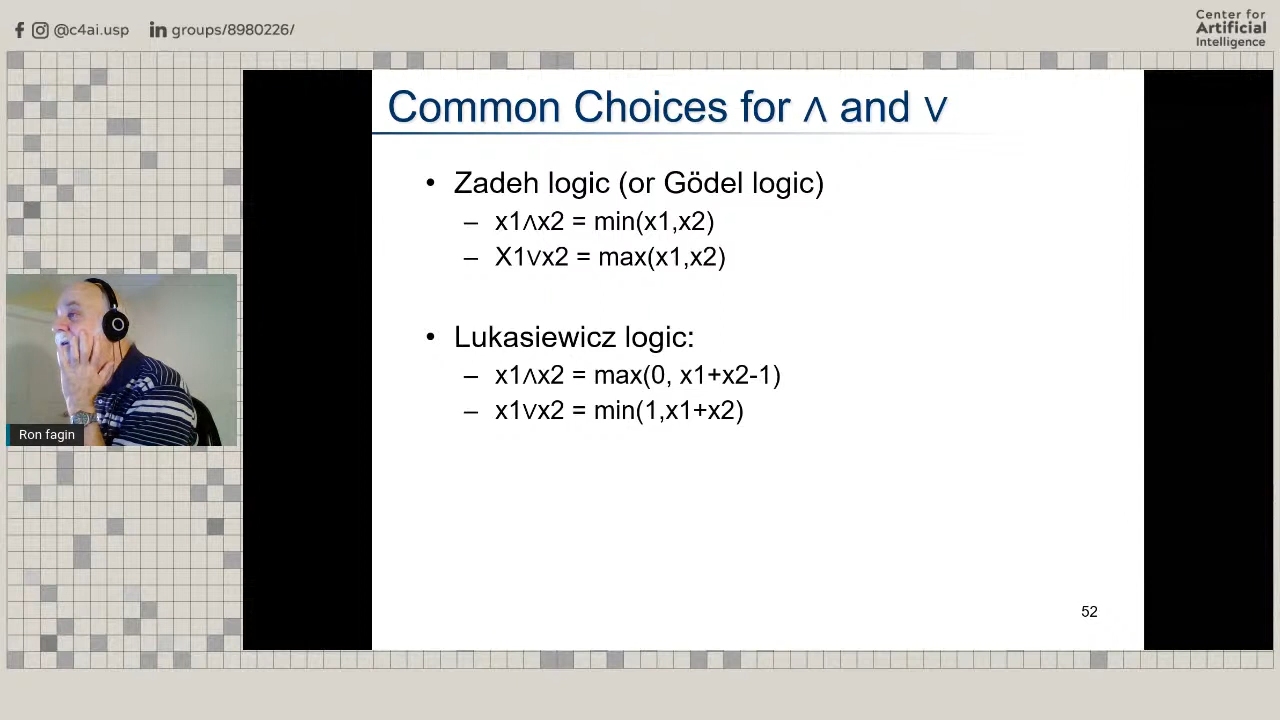 @c4ai.usp in groups/8980226/
Center for
Artificial
Intelligence
Common Choices for ∧ and ∨
• Zadeh logic (or Gödel logic)
– x1∧x2 = min(x1,x2)
– X1∨x2 = max(x1,x2)
• Lukasiewicz logic:
– x1∧x2 = max(0, x1+x2-1)
– x1∨x2 = min(1,x1+x2)
Ron fagin
52